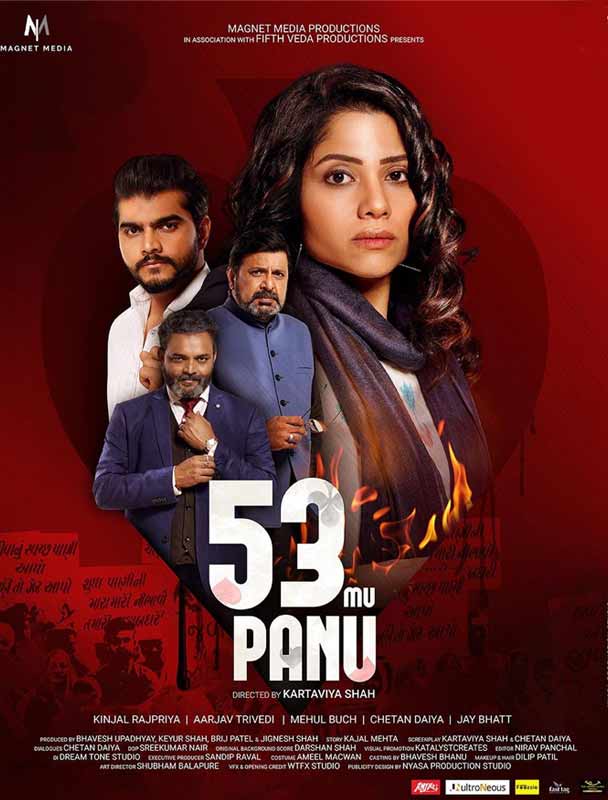 MAGNET MEDIA
MAGNET MEDIA PRODUCTIONS
IN ASSOCIATION WITH FIFTH VEDA PRODUCTIONS PRESENTS
53
MU
PANU
DIRECTED BY KARTAVIYA SHAH
KINJAL RAJPRIYA | AARJAV TRIVEDI | MEHUL BUCH | CHETAN DAIYA | JAY BHATT
PRODUCED BY BHAVESH UPADHYAY, KEYUR SHAH, BRIJ PATEL & JIGNESH SHAH STORY KAJAL MEHTA SCREENPLAY KARTAVIYA SHAH & CHETAN DAIYA
DIALOGUES CHETAN DAIYA DOP SREEKUMAR NAIR ORIGINAL BACKGROUND SCORE DARSHAN SHAH VISUAL PROMOTION KATALYSTCREATES EDITOR NIRAV PANCHAL
DI DREAM TONE STUDIO EXECUTIVE PRODUCER SANDIP RAVAL COSTUME AMEEL MACWAN CASTING BY BHAVESH BHANU MAKEUP & HAIR DILIP PATIL
ART DIRECTOR SHUBHAM BALAPURE VFX & OPENING CREDIT WTFX STUDIO PUBLICITY DESIGN BY NYASA PRODUCTION STUDIO